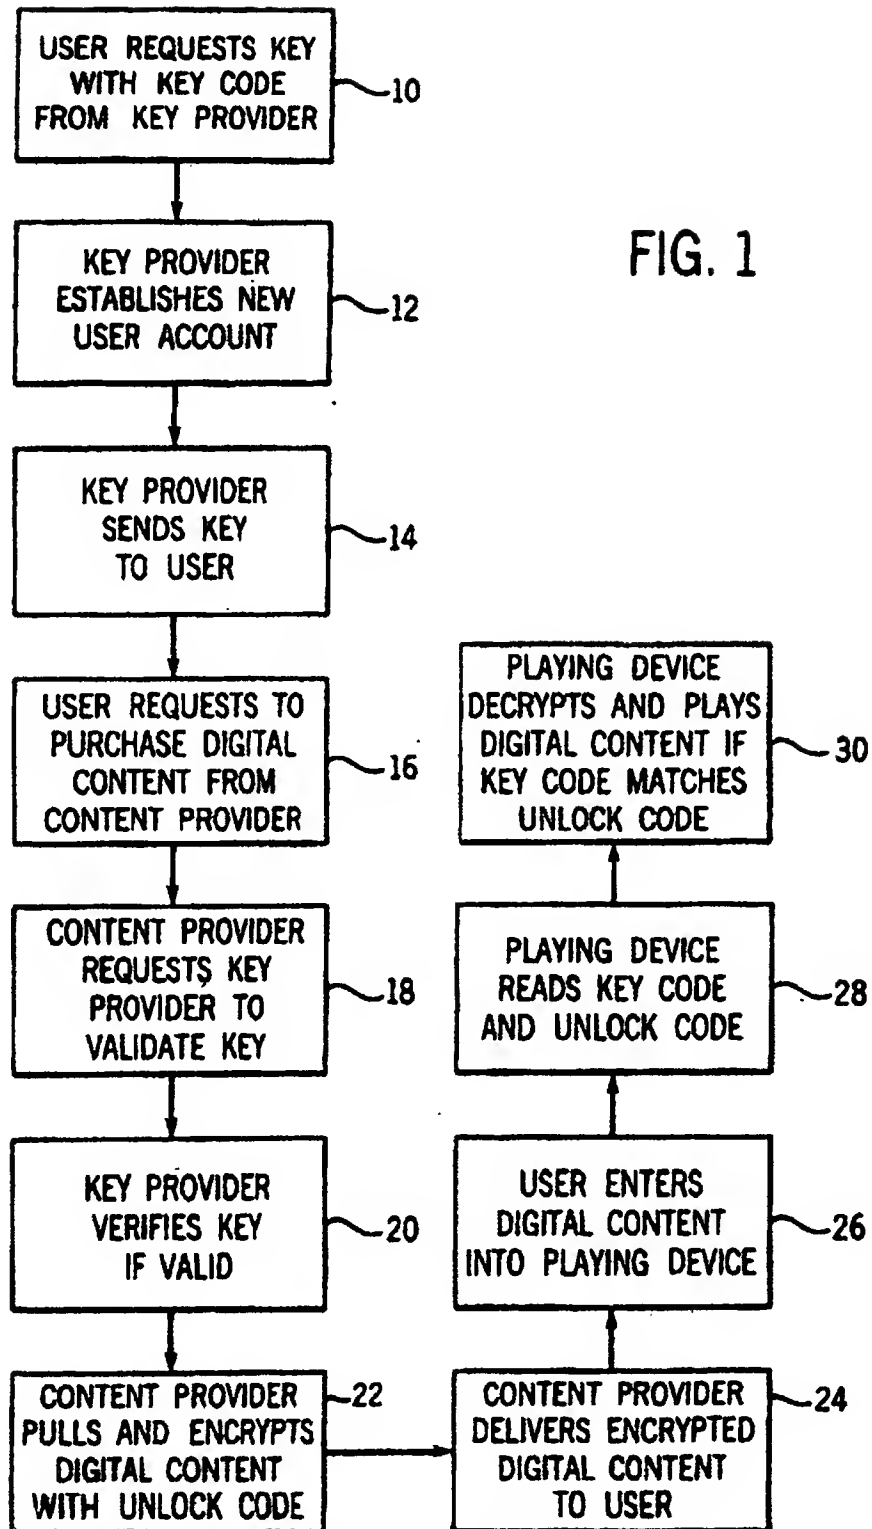 USER REQUESTS KEY
WITH KEY CODE
FROM KEY PROVIDER
10
KEY PROVIDER
ESTABLISHES NEW
USER ACCOUNT
12
FIG. 1
KEY PROVIDER
SENDS KEY
TO USER
14
USER REQUESTS TO
PURCHASE DIGITAL
CONTENT FROM
CONTENT PROVIDER
16
CONTENT PROVIDER
REQUESTS KEY
PROVIDER TO
VALIDATE KEY
18
KEY PROVIDER
VERIFIES KEY
IF VALID
20
CONTENT PROVIDER
PULLS AND ENCRYPTS
DIGITAL CONTENT
WITH UNLOCK CODE
22
CONTENT PROVIDER
DELIVERS ENCRYPTED
DIGITAL CONTENT
TO USER
24
USER ENTERS
DIGITAL CONTENT
INTO PLAYING DEVICE
26
PLAYING DEVICE
READS KEY CODE
AND UNLOCK CODE
28
PLAYING DEVICE
DECRYPTS AND PLAYS
DIGITAL CONTENT IF
KEY CODE MATCHES
UNLOCK CODE
30